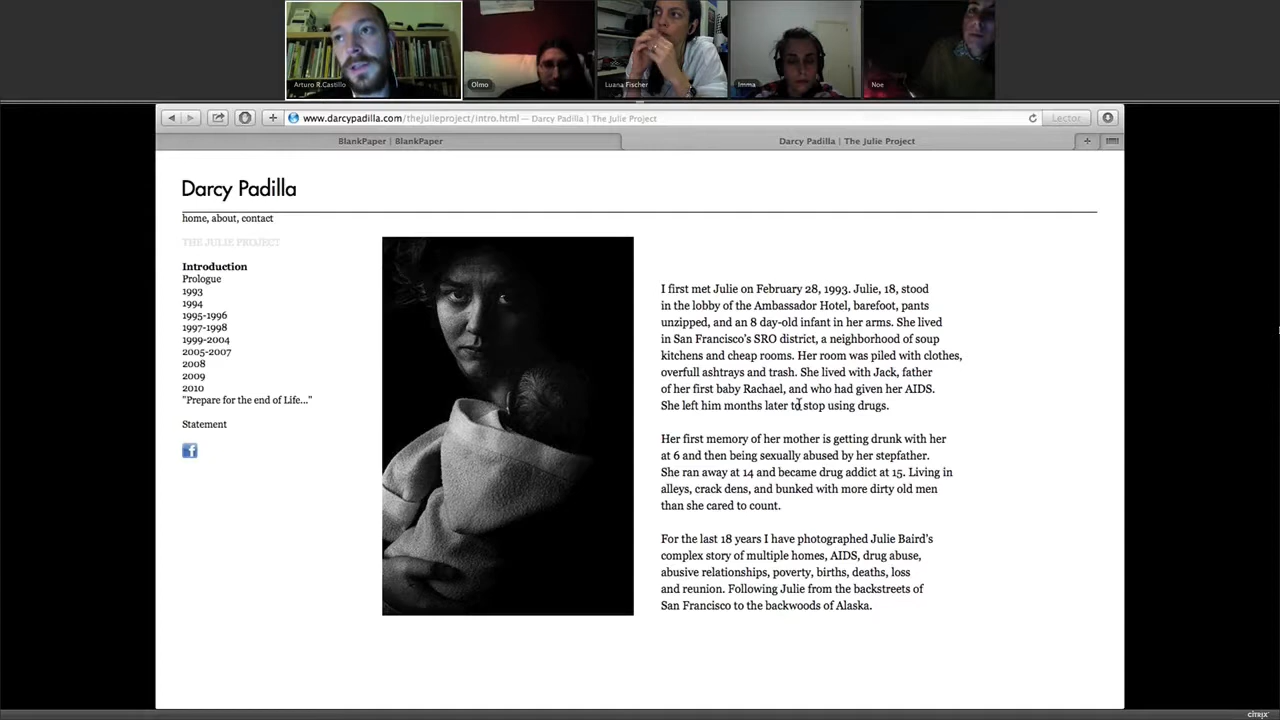 Arturo R.Castillo
Olmo
Luana Fischer
Imma
Noe
www.darcypadilla.com/thejulieproject/intro.html — Darcy Padilla | The Julie Project
Lector
BlankPaper | BlankPaper
Darcy Padilla | The Julie Project
Darcy Padilla
home, about, contact
THE JULIE PROJECT
Introduction
Prologue
1993
1994
1995-1996
1997-1998
1999-2004
2005-2007
2008
2009
2010
"Prepare for the end of Life..."
Statement
I first met Julie on February 28, 1993. Julie, 18, stood
in the lobby of the Ambassador Hotel, barefoot, pants
unzipped, and an 8 day-old infant in her arms. She lived
in San Francisco's SRO district, a neighborhood of soup
kitchens and cheap rooms. Her room was piled with clothes,
overfull ashtrays and trash. She lived with Jack, father
of her first baby Rachael, and who had given her AIDS.
She left him months later to stop using drugs.
Her first memory of her mother is getting drunk with her
at 6 and then being sexually abused by her stepfather.
She ran away at 14 and became drug addict at 15. Living in
alleys, crack dens, and bunked with more dirty old men
than she cared to count.
For the last 18 years I have photographed Julie Baird's
complex story of multiple homes, AIDS, drug abuse,
abusive relationships, poverty, births, deaths, loss
and reunion. Following Julie from the backstreets of
San Francisco to the backwoods of Alaska.
CITRIX